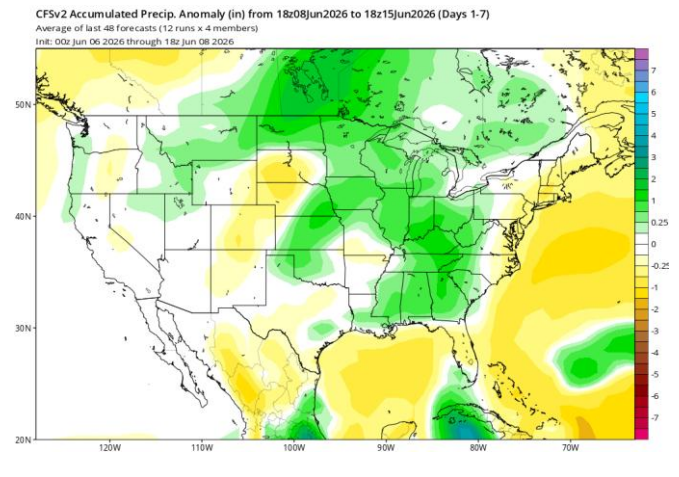 CFSv2 Accumulated Precip. Anomaly (in) from 18z08Jun2026 to 18z15Jun2026 (Days 1-7)
Average of last 48 forecasts (12 runs x 4 members)
Init: 00z Jun 06 2026 through 18z Jun 08 2026
50N
40N
30N
20N
120W
110W
100W
90W
80W
70W
7
6
5
4
3
2
1
0.25
0
-0.25
-1
-2
-3
-4
-5
-6
-7